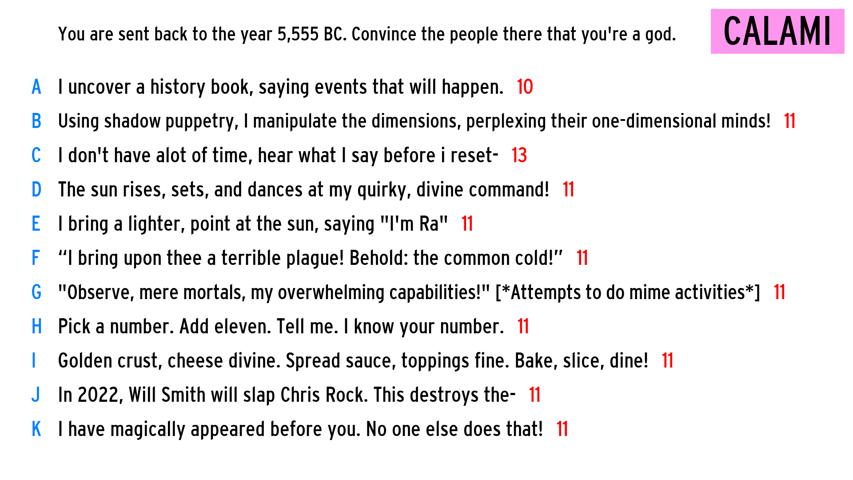 You are sent back to the year 5,555 BC. Convince the people there that you're a god.
CALAMI
A I uncover a history book, saying events that will happen. 10
B Using shadow puppetry, I manipulate the dimensions, perplexing their one-dimensional minds! 11
C I don't have alot of time, hear what I say before i reset- 13
D The sun rises, sets, and dances at my quirky, divine command! 11
E I bring a lighter, point at the sun, saying "I'm Ra" 11
F “I bring upon thee a terrible plague! Behold: the common cold!” 11
G "Observe, mere mortals, my overwhelming capabilities!" [*Attempts to do mime activities*] 11
H Pick a number. Add eleven. Tell me. I know your number. 11
I Golden crust, cheese divine. Spread sauce, toppings fine. Bake, slice, dine! 11
J In 2022, Will Smith will slap Chris Rock. This destroys the- 11
K I have magically appeared before you. No one else does that! 11